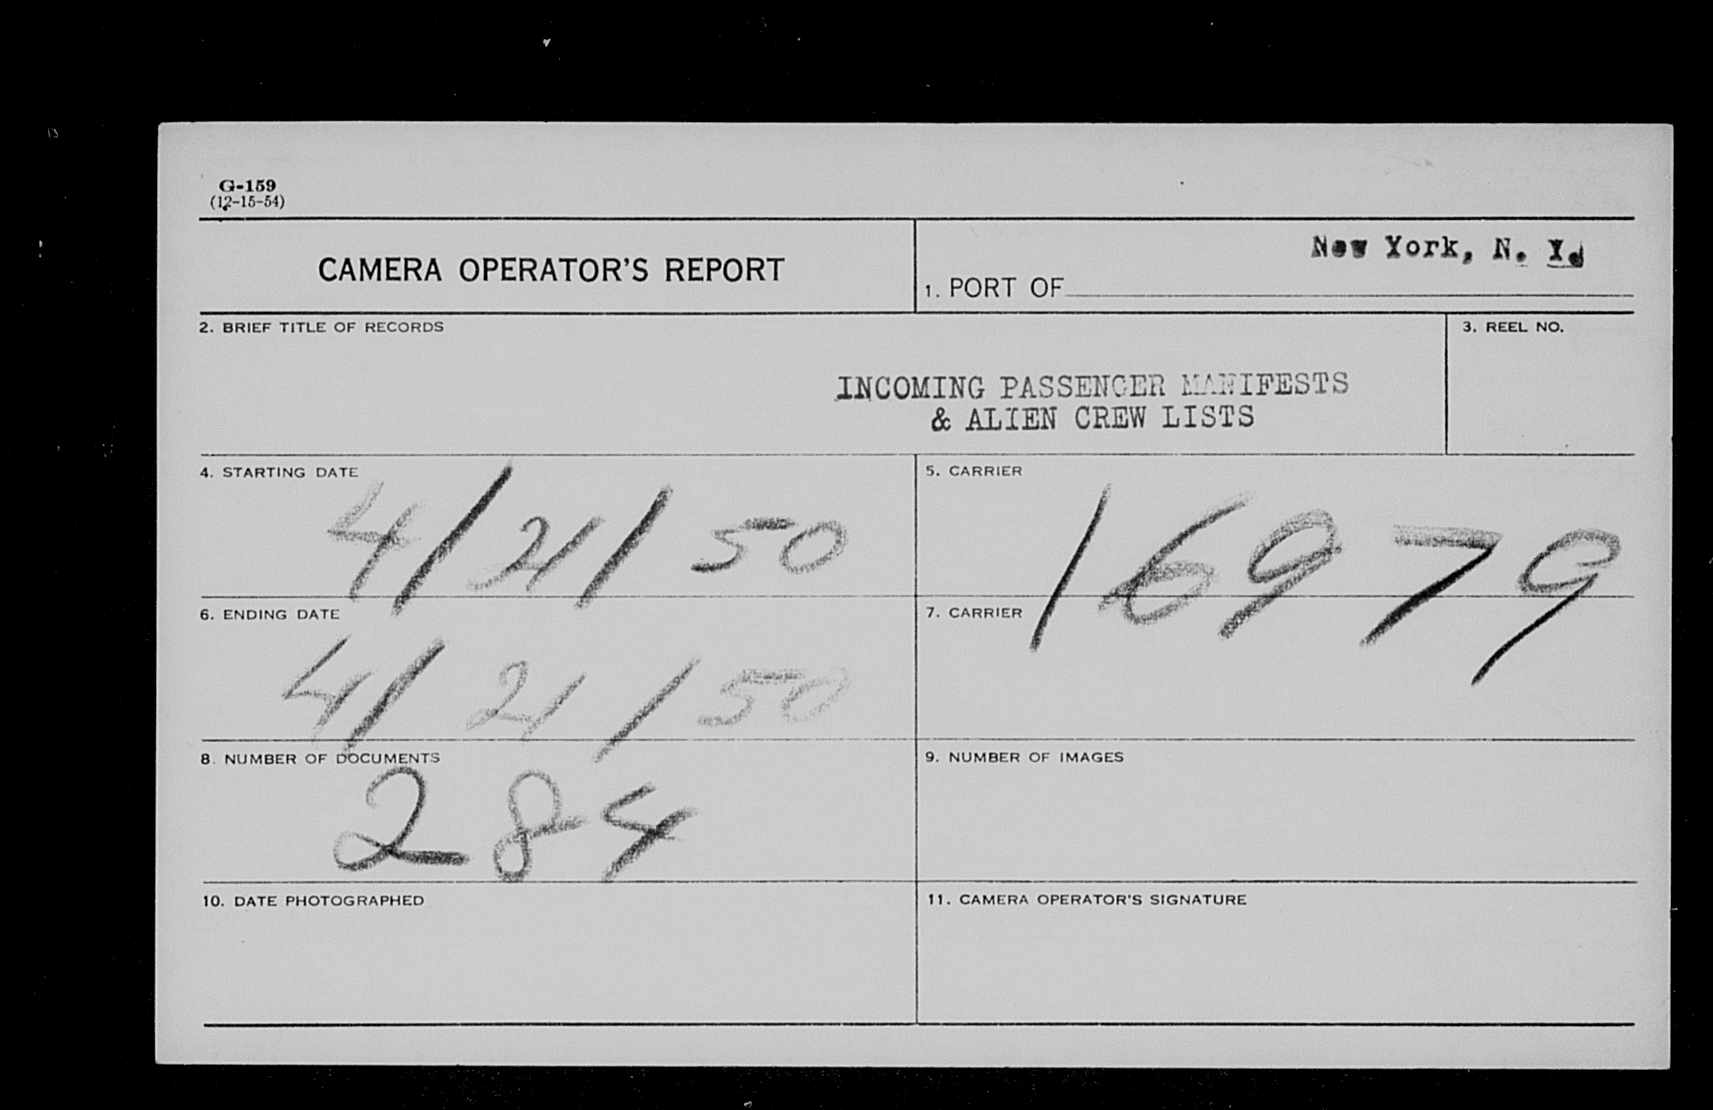 G-159
(12-15-54)
CAMERA OPERATOR'S REPORT
1. PORT OF New York, N. Y.
2. BRIEF TITLE OF RECORDS
INCOMING PASSENGER MANIFESTS
& ALIEN CREW LISTS
3. REEL NO.
4. STARTING DATE
4/21/50
5. CARRIER
16979
6. ENDING DATE
4/21/50
7. CARRIER
8. NUMBER OF DOCUMENTS
284
9. NUMBER OF IMAGES
10. DATE PHOTOGRAPHED
11. CAMERA OPERATOR'S SIGNATURE